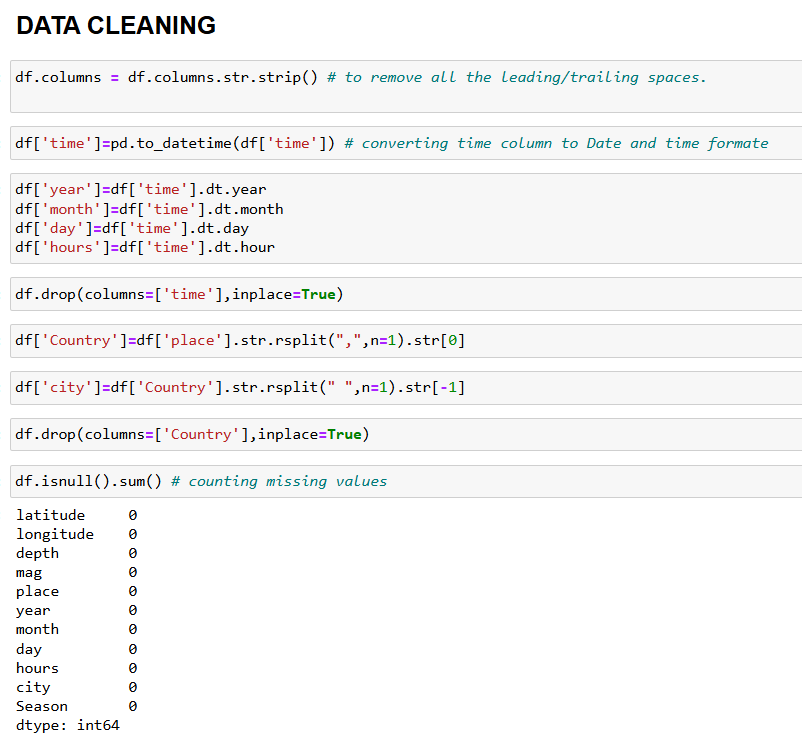 DATA CLEANING
df.columns = df.columns.str.strip() # to remove all the leading/trailing spaces.
df['time']=pd.to_datetime(df['time']) # converting time column to Date and time formate
df['year']=df['time'].dt.year
df['month']=df['time'].dt.month
df['day']=df['time'].dt.day
df['hours']=df['time'].dt.hour
df.drop(columns=['time'],inplace=True)
df['Country']=df['place'].str.rsplit(",",n=1).str[0]
df['city']=df['Country'].str.rsplit(" ",n=1).str[-1]
df.drop(columns=['Country'],inplace=True)
df.isnull().sum() # counting missing values
latitude     0
longitude    0
depth        0
mag          0
place        0
year         0
month        0
day          0
hours        0
city         0
Season       0
dtype: int64